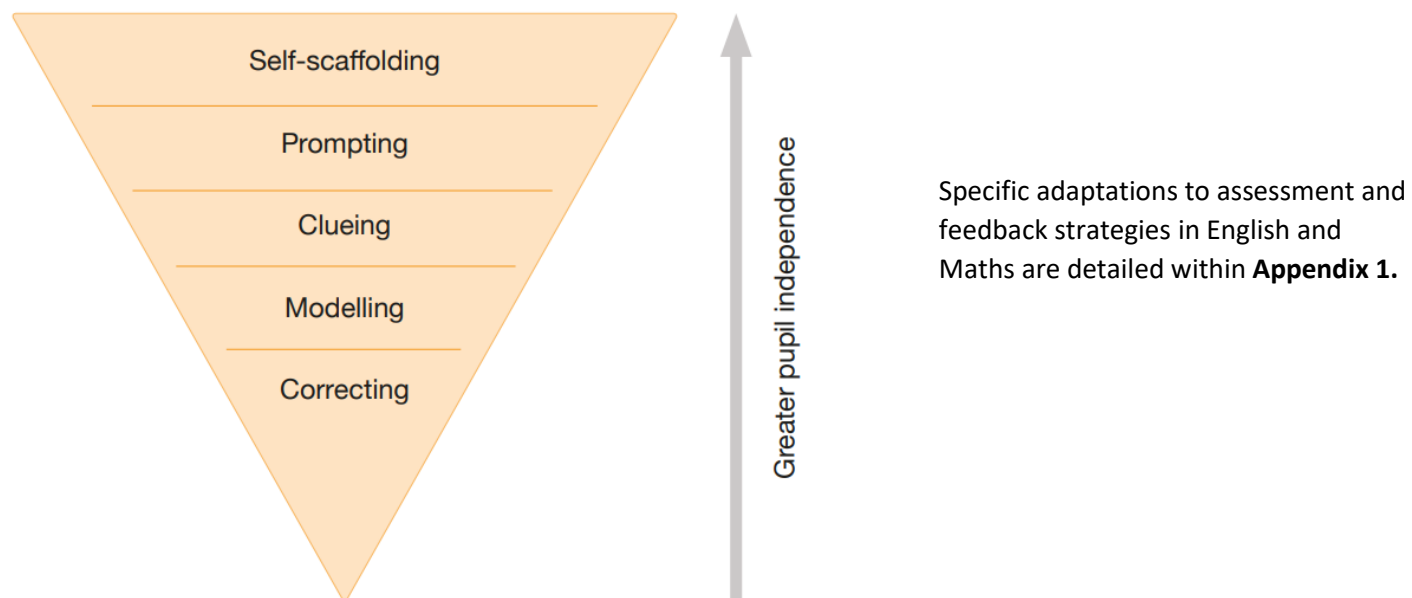 Self-scaffolding
Prompting
Clueing
Modelling
Correcting
Greater pupil independence
Specific adaptations to assessment and
feedback strategies in English and
Maths are detailed within Appendix 1.